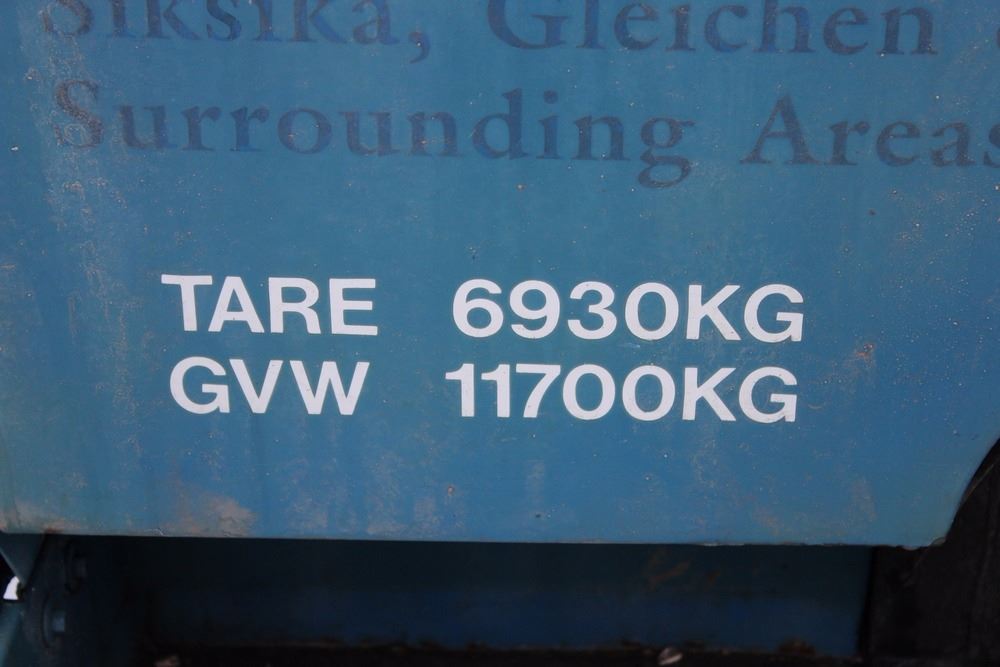 Siksika, Gleichen
Surrounding Areas
TARE 6930KG
GVW 11700KG